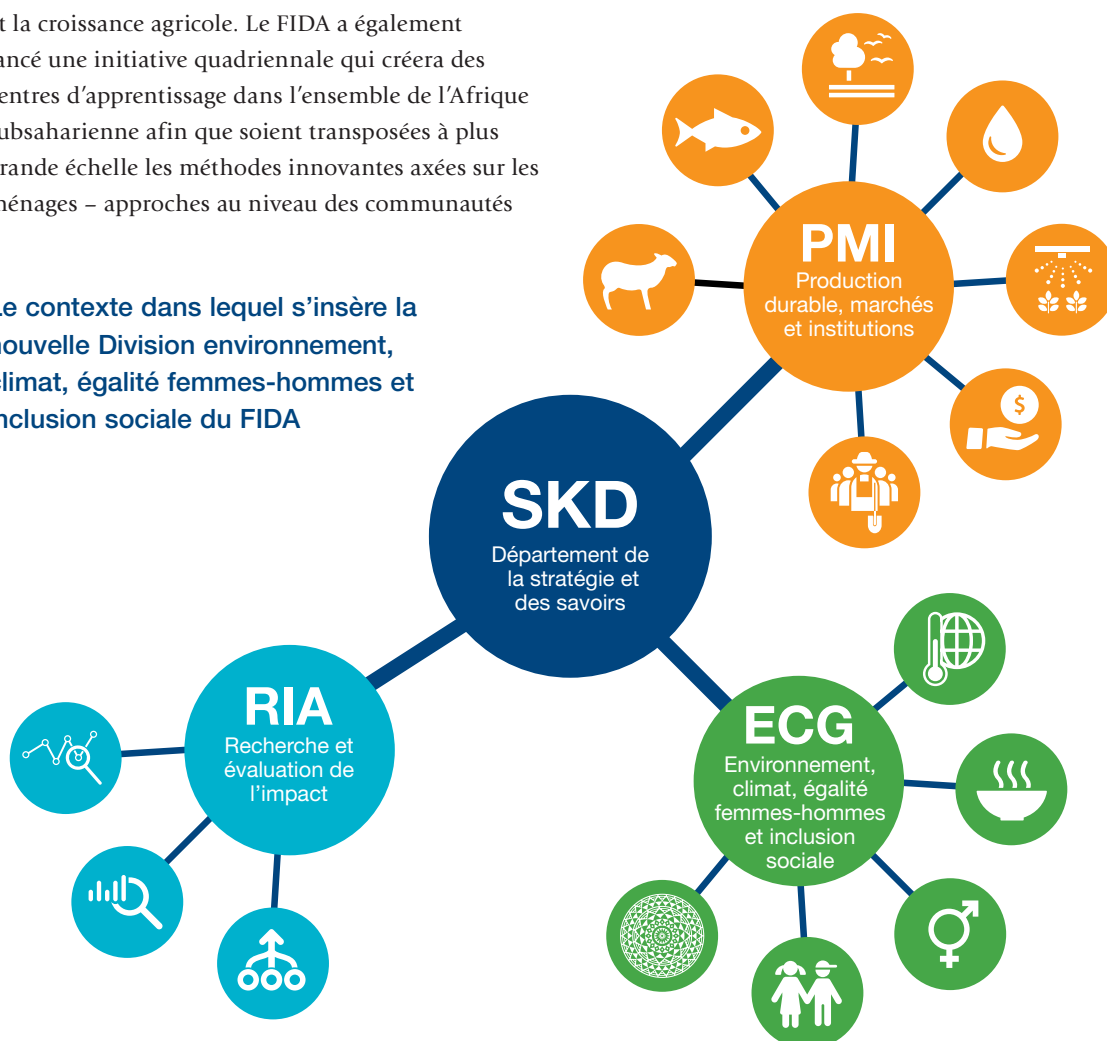 t la croissance agricole. Le FIDA a également
ancé une initiative quadriennale qui créera des
entres d’apprentissage dans l’ensemble de l’Afrique
ubsaharienne afin que soient transposées à plus
rande échelle les méthodes innovantes axées sur les
ménages – approches au niveau des communautés
Le contexte dans lequel s’insère la
nouvelle Division environnement,
climat, égalité femmes-hommes et
inclusion sociale du FIDA
PMI
Production
durable, marchés
et institutions
$
SKD
Département de
la stratégie et
des savoirs
RIA
Recherche et
évaluation de
l’impact
ECG
Environnement,
climat, égalité
femmes-hommes
et inclusion
sociale